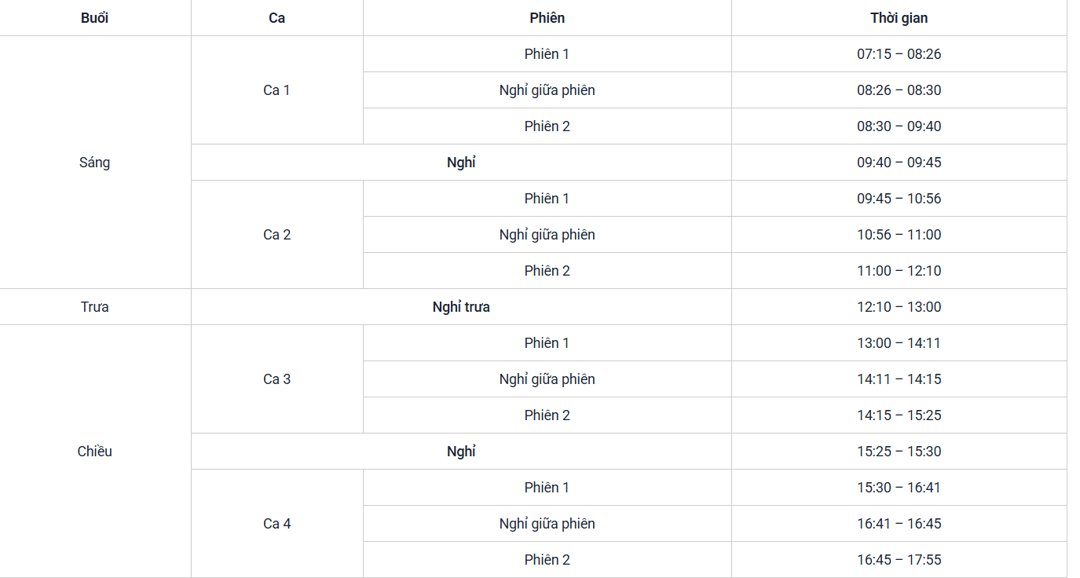 Buổi Ca Phiên Thời gian
Sáng Ca 1 Phiên 1 07:15 – 08:26
Nghỉ giữa phiên 08:26 – 08:30
Phiên 2 08:30 – 09:40
Nghỉ 09:40 – 09:45
Ca 2 Phiên 1 09:45 – 10:56
Nghỉ giữa phiên 10:56 – 11:00
Phiên 2 11:00 – 12:10
Trưa Nghỉ trưa 12:10 – 13:00
Chiều Ca 3 Phiên 1 13:00 – 14:11
Nghỉ giữa phiên 14:11 – 14:15
Phiên 2 14:15 – 15:25
Nghỉ 15:25 – 15:30
Ca 4 Phiên 1 15:30 – 16:41
Nghỉ giữa phiên 16:41 – 16:45
Phiên 2 16:45 – 17:55